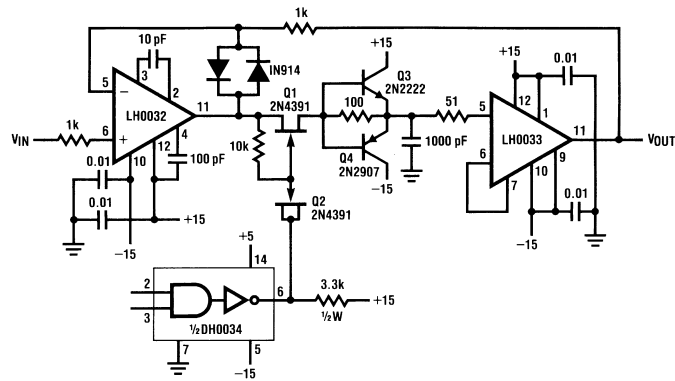 1k
+15
10 pF
3
2
5
−
LH0032
11
6
+
4
12
10
1k
VIN
0.01
0.01
100 pF
+15
−15
IN914
Q1
2N4391
10k
Q2
2N4391
Q3
2N2222
100
Q4
2N2907
−15
1000 pF
51
+15
0.01
5
12
1
LH0033
11
6
7
10
9
0.01
−15
VOUT
+5
14
2
3
6
½DH0034
7
5
−15
3.3k
½W
+15